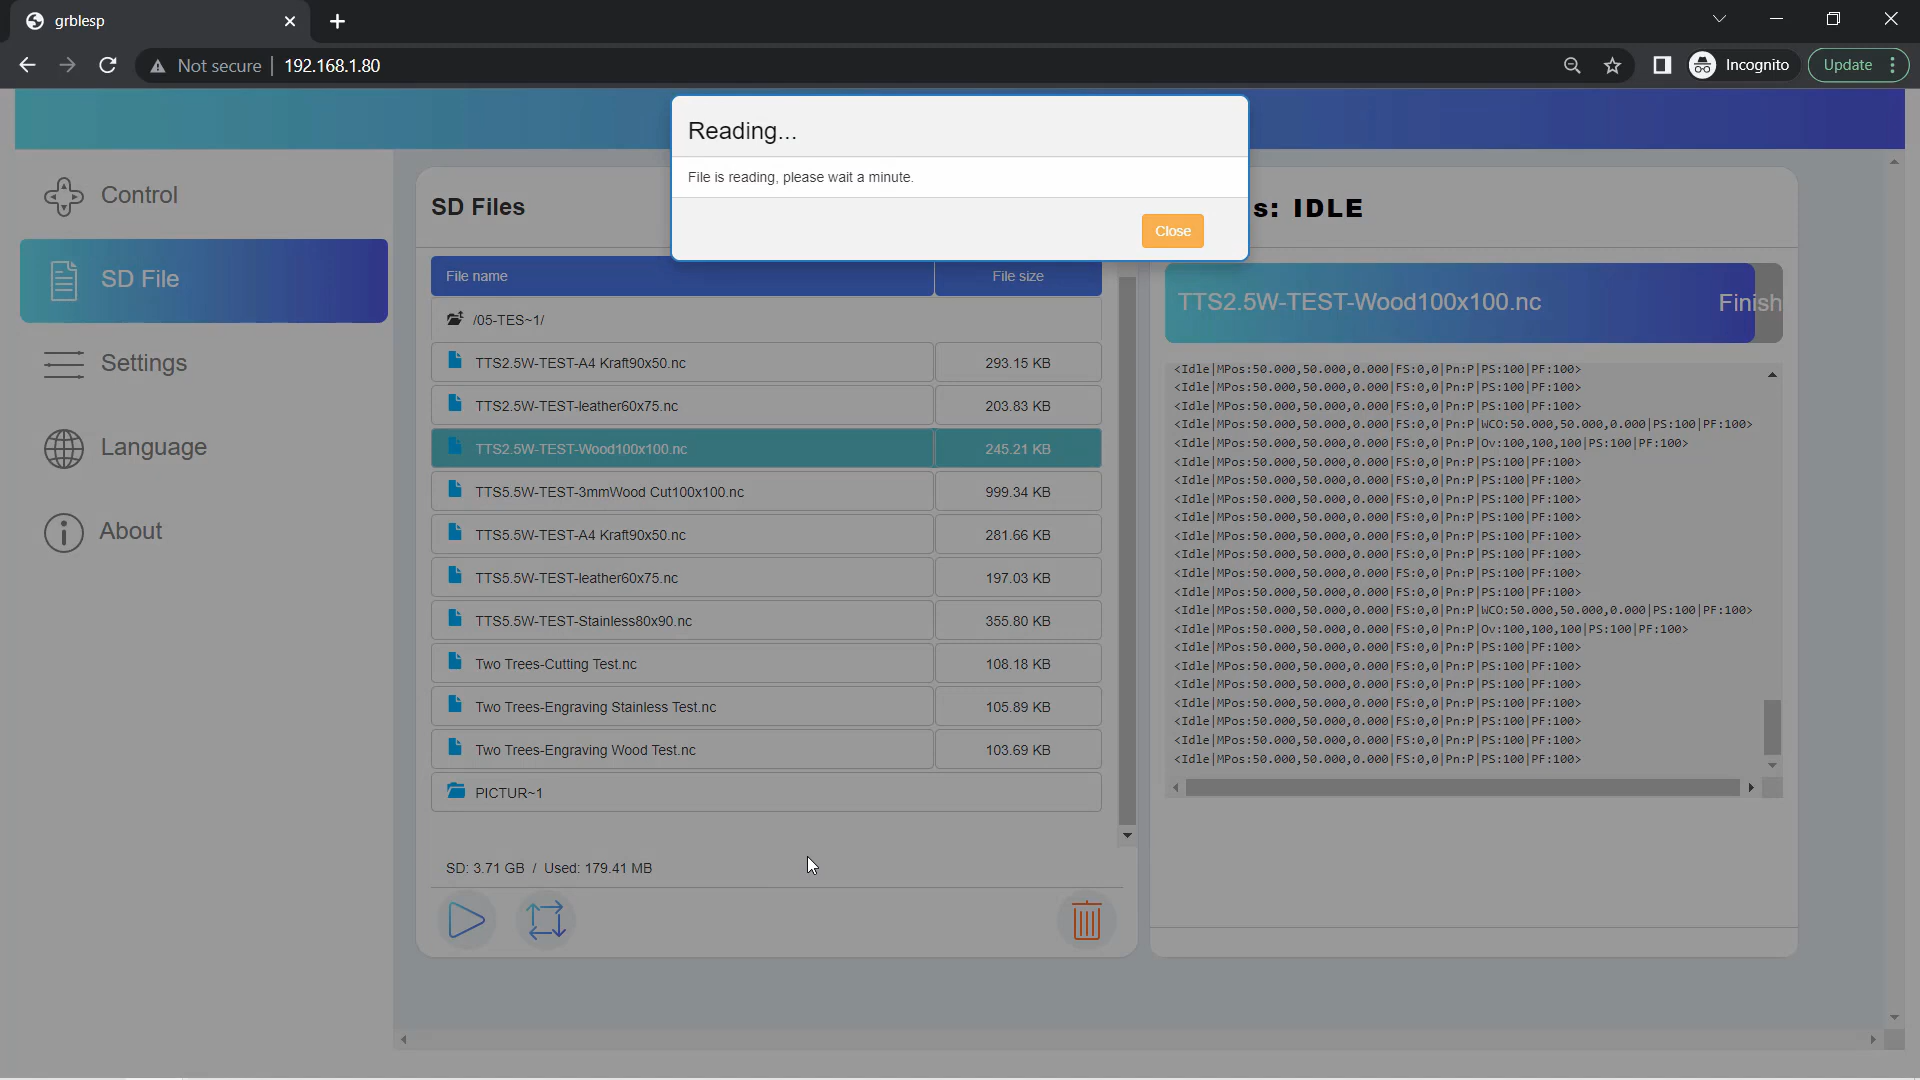 grblesp
Not secure
192.168.1.80
Incognito
Update
Reading...
File is reading, please wait a minute.
Close
Control
SD File
Settings
Language
About
SD Files
File name File size
/05-TES~1/
TTS2.5W-TEST-A4 Kraft90x50.nc 293.15 KB
TTS2.5W-TEST-leather60x75.nc 203.83 KB
TTS2.5W-TEST-Wood100x100.nc 245.21 KB
TTS5.5W-TEST-3mmWood Cut100x100.nc 999.34 KB
TTS5.5W-TEST-A4 Kraft90x50.nc 281.66 KB
TTS5.5W-TEST-leather60x75.nc 197.03 KB
TTS5.5W-TEST-Stainless80x90.nc 355.80 KB
Two Trees-Cutting Test.nc 108.18 KB
Two Trees-Engraving Stainless Test.nc 105.89 KB
Two Trees-Engraving Wood Test.nc 103.69 KB
PICTUR~1
SD: 3.71 GB / Used: 179.41 MB
s: IDLE
TTS2.5W-TEST-Wood100x100.nc Finish
<Idle|MPos:50.000,50.000,0.000|FS:0,0|Pn:P|PS:100|PF:100>
<Idle|MPos:50.000,50.000,0.000|FS:0,0|Pn:P|PS:100|PF:100>
<Idle|MPos:50.000,50.000,0.000|FS:0,0|Pn:P|PS:100|PF:100>
<Idle|MPos:50.000,50.000,0.000|FS:0,0|Pn:P|WCO:50.000,50.000,0.000|PS:100|PF:100>
<Idle|MPos:50.000,50.000,0.000|FS:0,0|Pn:P|Ov:100,100,100|PS:100|PF:100>
<Idle|MPos:50.000,50.000,0.000|FS:0,0|Pn:P|PS:100|PF:100>
<Idle|MPos:50.000,50.000,0.000|FS:0,0|Pn:P|PS:100|PF:100>
<Idle|MPos:50.000,50.000,0.000|FS:0,0|Pn:P|PS:100|PF:100>
<Idle|MPos:50.000,50.000,0.000|FS:0,0|Pn:P|PS:100|PF:100>
<Idle|MPos:50.000,50.000,0.000|FS:0,0|Pn:P|PS:100|PF:100>
<Idle|MPos:50.000,50.000,0.000|FS:0,0|Pn:P|PS:100|PF:100>
<Idle|MPos:50.000,50.000,0.000|FS:0,0|Pn:P|PS:100|PF:100>
<Idle|MPos:50.000,50.000,0.000|FS:0,0|Pn:P|PS:100|PF:100>
<Idle|MPos:50.000,50.000,0.000|FS:0,0|Pn:P|WCO:50.000,50.000,0.000|PS:100|PF:100>
<Idle|MPos:50.000,50.000,0.000|FS:0,0|Pn:P|Ov:100,100,100|PS:100|PF:100>
<Idle|MPos:50.000,50.000,0.000|FS:0,0|Pn:P|PS:100|PF:100>
<Idle|MPos:50.000,50.000,0.000|FS:0,0|Pn:P|PS:100|PF:100>
<Idle|MPos:50.000,50.000,0.000|FS:0,0|Pn:P|PS:100|PF:100>
<Idle|MPos:50.000,50.000,0.000|FS:0,0|Pn:P|PS:100|PF:100>
<Idle|MPos:50.000,50.000,0.000|FS:0,0|Pn:P|PS:100|PF:100>
<Idle|MPos:50.000,50.000,0.000|FS:0,0|Pn:P|PS:100|PF:100>
<Idle|MPos:50.000,50.000,0.000|FS:0,0|Pn:P|PS:100|PF:100>